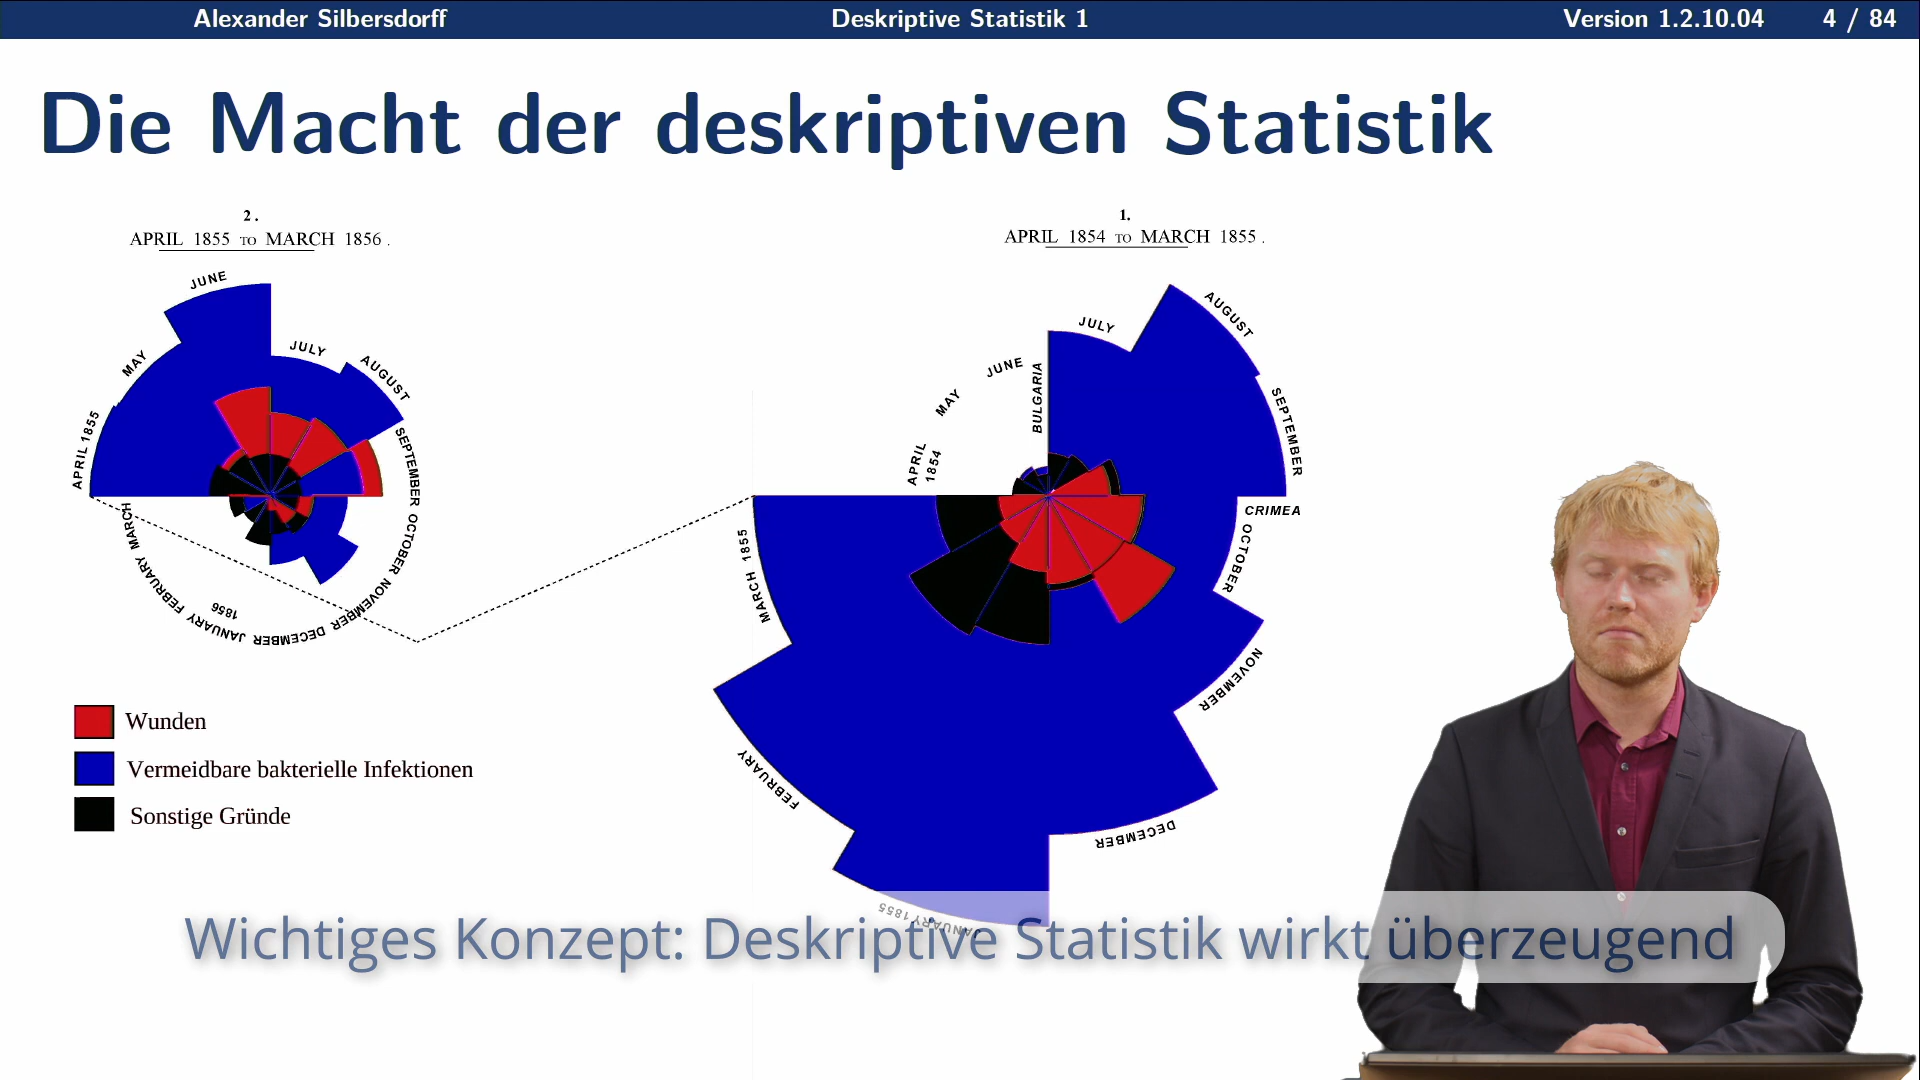 Alexander Silbersdorff Deskriptive Statistik 1 Version 1.2.10.04 4 / 84
Die Macht der deskriptiven Statistik
2.
APRIL 1855 TO MARCH 1856.
JUNE
JULY
AUGUST
MAY
APRIL 1855
SEPTEMBER OCTOBER NOVEMBER DECEMBER JANUARY FEBRUARY MARCH
1856
1.
APRIL 1854 TO MARCH 1855.
AUGUST
JULY
JUNE
BULGARIA
MAY
APRIL
1854
SEPTEMBER
CRIMEA
OCTOBER
NOVEMBER
DECEMBER
JANUARY 1855
FEBRUARY
MARCH 1855
Wunden
Vermeidbare bakterielle Infektionen
Sonstige Gründe
Wichtiges Konzept: Deskriptive Statistik wirkt überzeugend